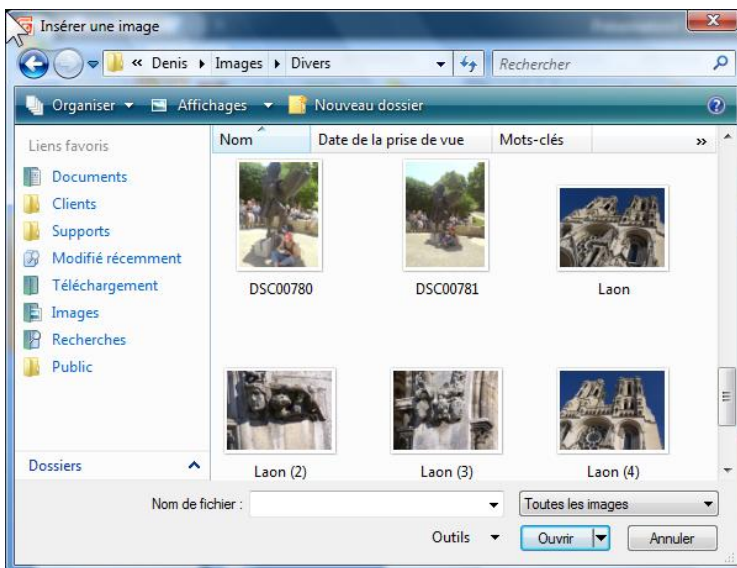 Insérer une image
« Denis Images Divers
Rechercher
Organiser Affichages Nouveau dossier
Liens favoris
Documents
Clients
Supports
Modifié récemment
Téléchargement
Images
Recherches
Public
Dossiers
Nom Date de la prise de vue Mots-clés »
DSC00780 DSC00781 Laon
Laon (2) Laon (3) Laon (4)
Nom de fichier : Toutes les images
Outils Ouvrir Annuler